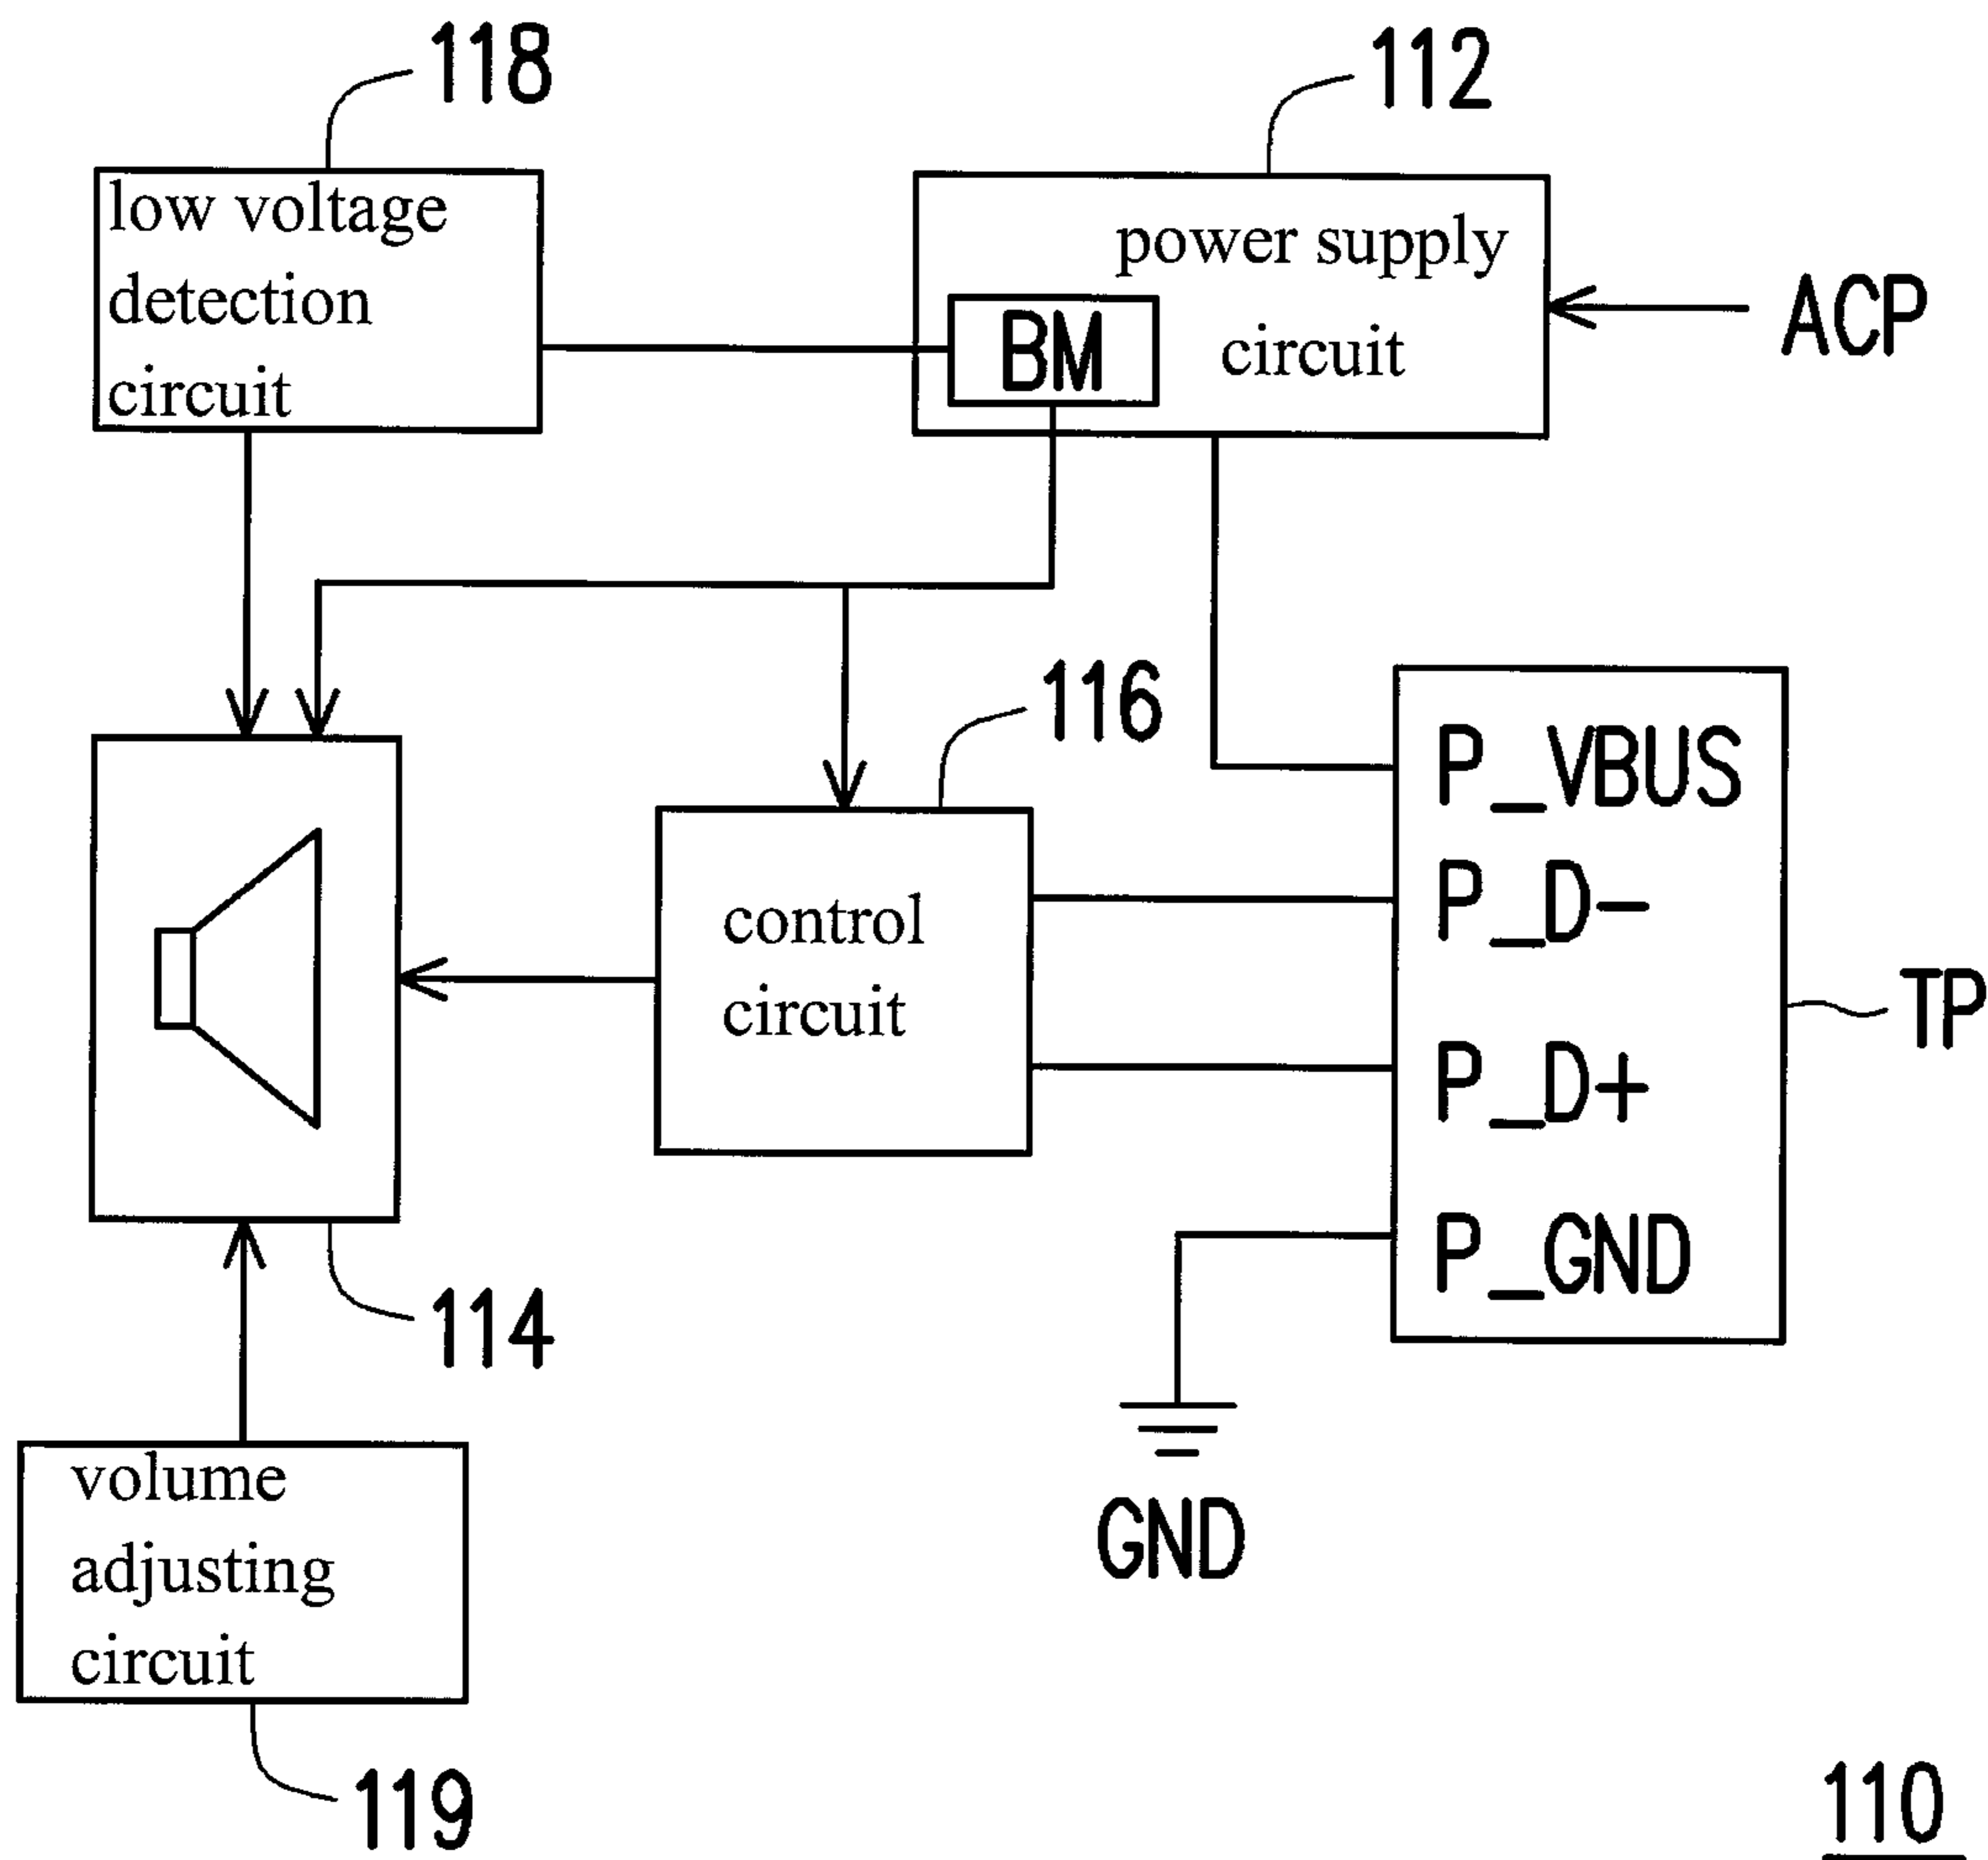 118
112
low voltage
detection
circuit
power supply
circuit
BM
ACP
116
control
circuit
P_VBUS
P_D-
P_D+
P_GND
TP
114
GND
volume
adjusting
circuit
119
110